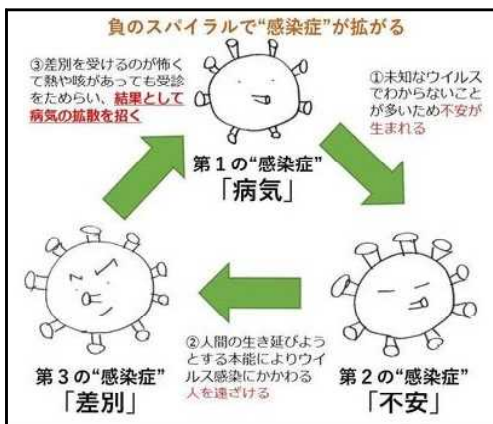 負のスパイラルで“感染症”が拡がる
③差別を受けるのが怖く
て熱や咳があっても受診
をためらい、結果として
病気の拡散を招く
①未知なウイルス
でわからないこと
が多いため不安が
生まれる
第1の“感染症”
「病気」
②人間の生き延びよう
とする本能によりウイ
ルス感染にかかわる
人を遠ざける
第3の“感染症”
「差別」
第2の“感染症”
「不安」